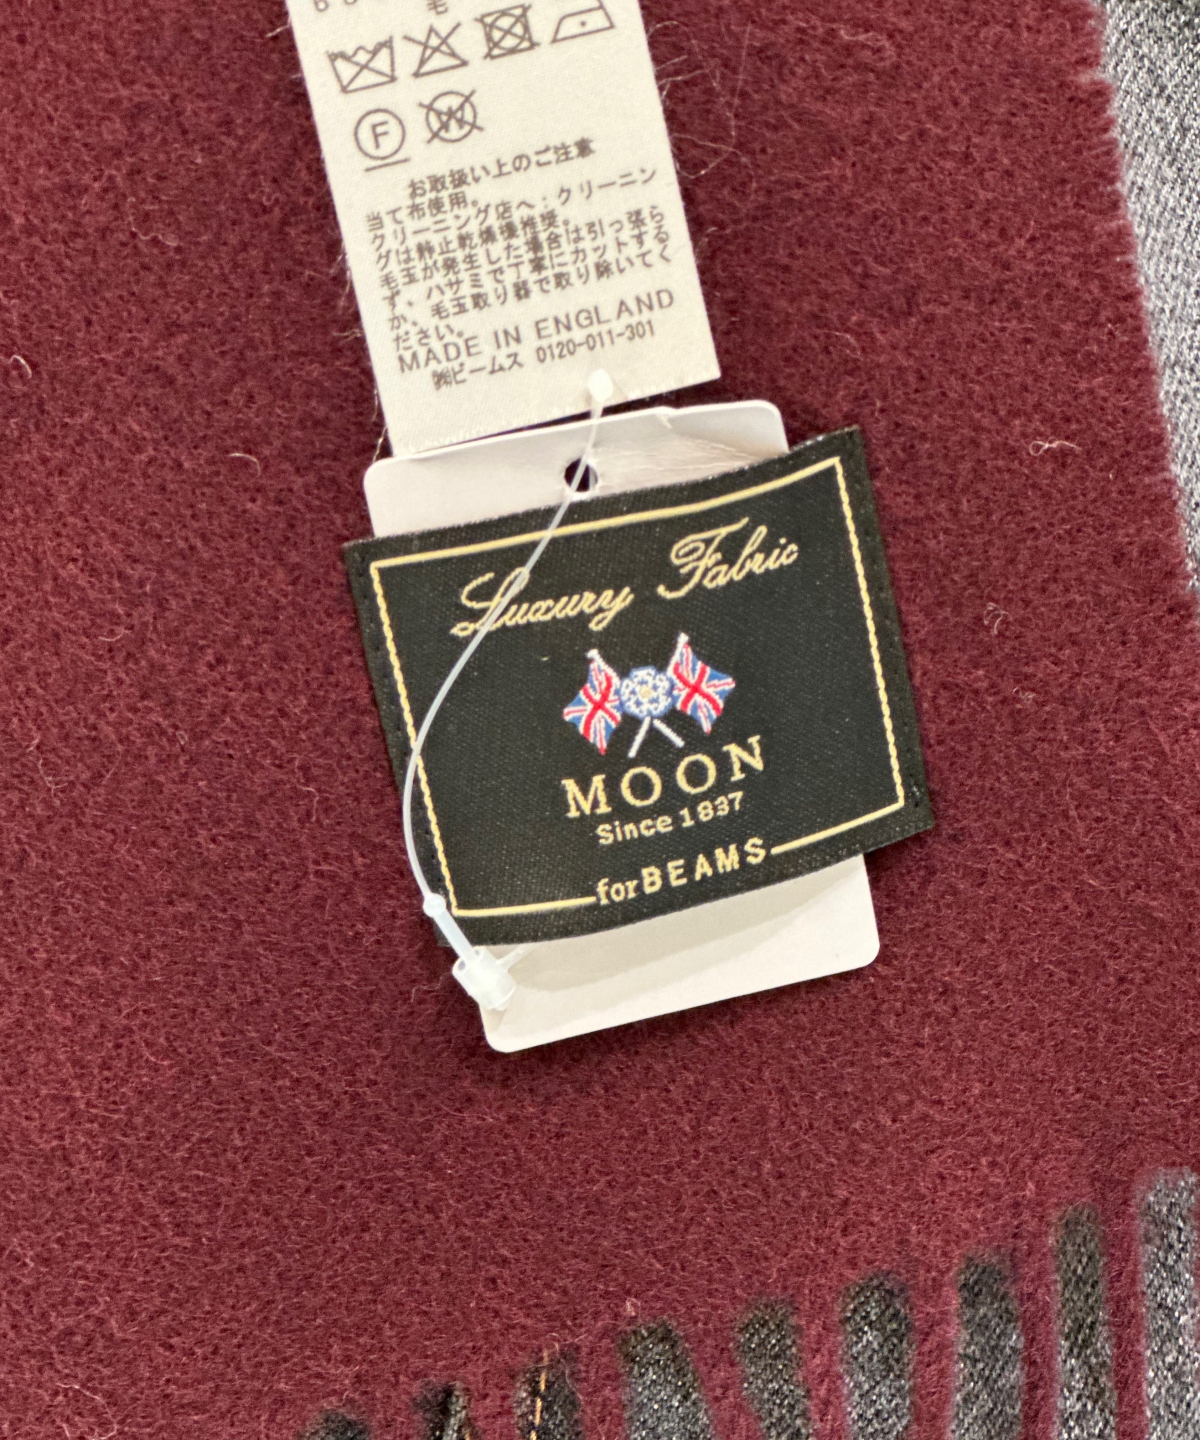 毛
F
W
お取扱い上のご注意
当て布使用。
クリーニング店へ．クリーニン
グは静止乾燥後推奨。
毛玉が発生した場合は引っ張ら
ず、ハサミで丁寧にカットする
か、毛玉取り器で取り除いてく
ださい。
MADE IN ENGLAND
㈱ビームス 0120-011-301
Luxury Fabric
MOON
Since 1837
for BEAMS